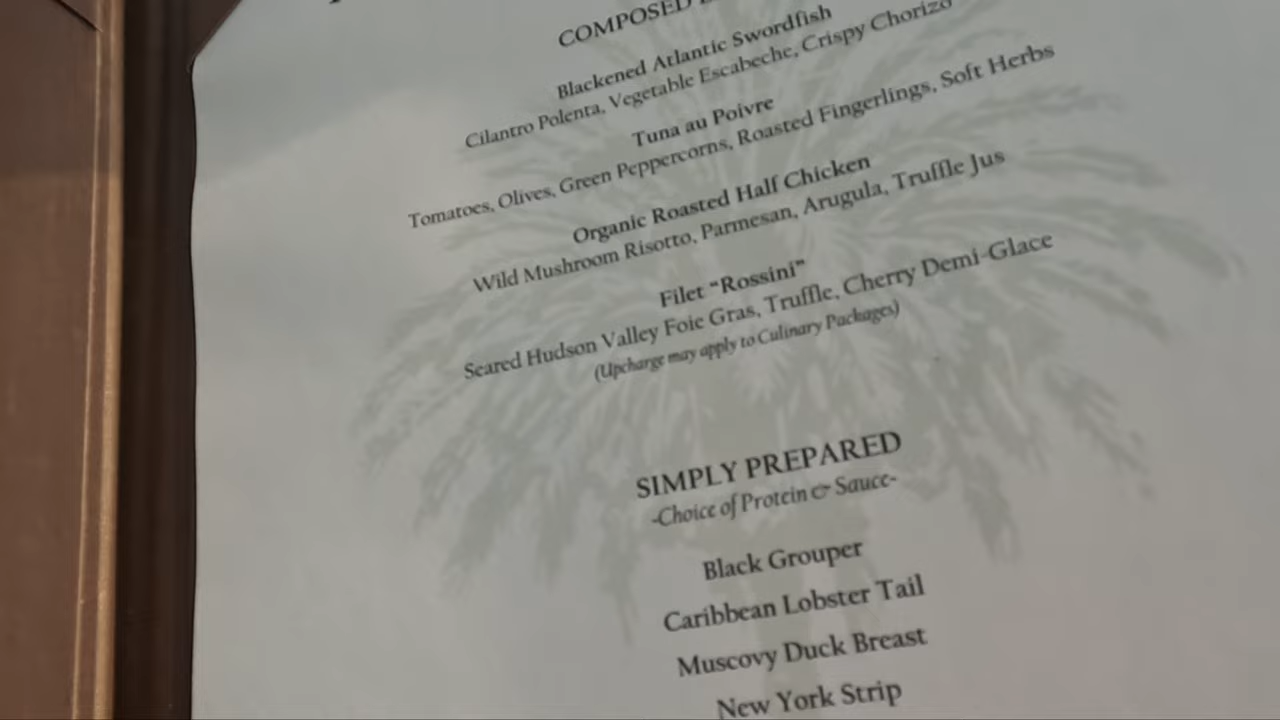 COMPOSED
Blackened Atlantic Swordfish
Cilantro Polenta, Vegetable Escabeche, Crispy Chorizo
Tuna au Poivre
Tomatoes, Olives, Green Peppercorns, Roasted Fingerlings, Soft Herbs
Organic Roasted Half Chicken
Wild Mushroom Risotto, Parmesan, Arugula, Truffle Jus
Filet "Rossini"
Seared Hudson Valley Foie Gras, Truffle, Cherry Demi-Glace
(Upcharge may apply to Culinary Packages)
SIMPLY PREPARED
-Choice of Protein & Sauce-
Black Grouper
Caribbean Lobster Tail
Muscovy Duck Breast
New York Strip